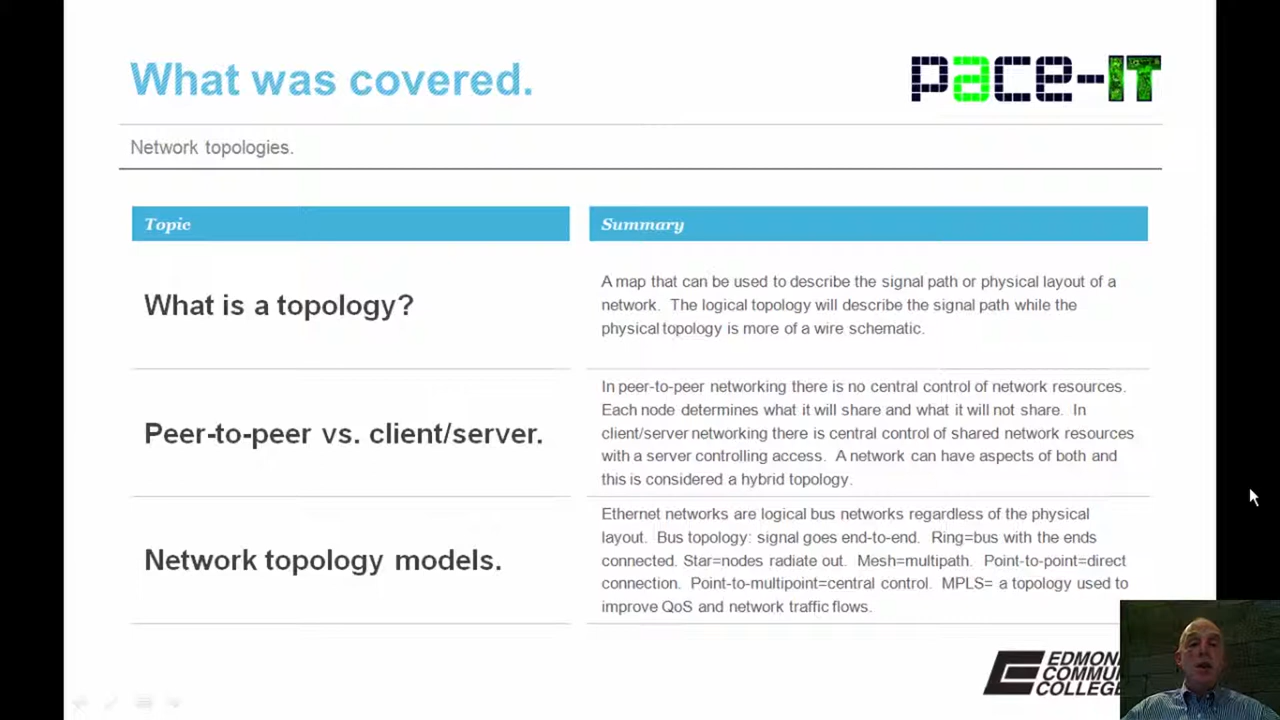 What was covered.
pace-IT
Network topologies.
Topic
Summary
What is a topology?
A map that can be used to describe the signal path or physical layout of a
network. The logical topology will describe the signal path while the
physical topology is more of a wire schematic.
Peer-to-peer vs. client/server.
In peer-to-peer networking there is no central control of network resources.
Each node determines what it will share and what it will not share. In
client/server networking there is central control of shared network resources
with a server controlling access. A network can have aspects of both and
this is considered a hybrid topology.
Network topology models.
Ethernet networks are logical bus networks regardless of the physical
layout. Bus topology: signal goes end-to-end. Ring=bus with the ends
connected. Star=nodes radiate out. Mesh=multipath. Point-to-point=direct
connection. Point-to-multipoint=central control. MPLS= a topology used to
improve QoS and network traffic flows.
EDMON
COMMU
COLLEGE